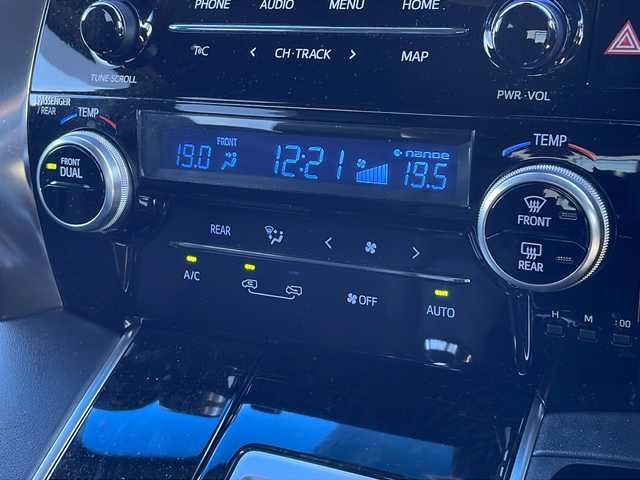 PHONE AUDIO MENU HOME
T&C < CH·TRACK > MAP
TUNE·SCROLL
PWR·VOL
PASSENGER
/ REAR
TEMP
TEMP
FRONT
DUAL
FRONT
19.0 12:21 nanoe 19.5
FRONT
REAR
REAR < >
A/C
OFF
AUTO
H M :00